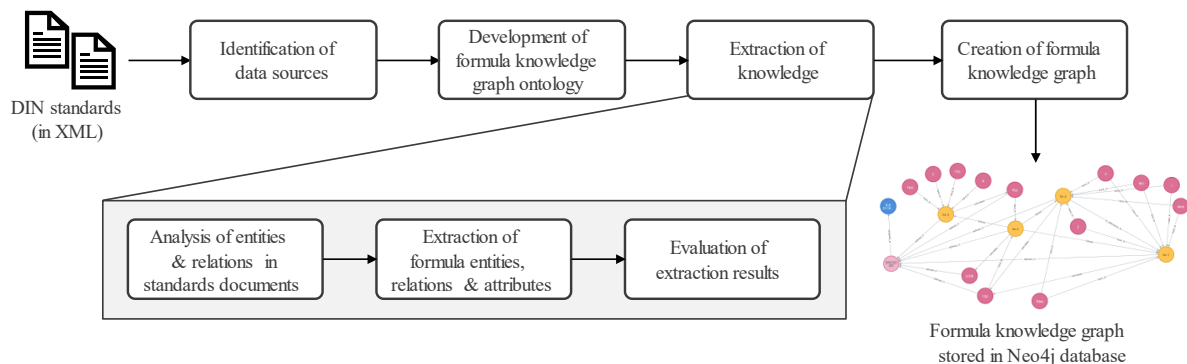 DIN standards
(in XML)
Identification of
data sources
Development of
formula knowledge
graph ontology
Extraction of
knowledge
Creation of formula
knowledge graph
Analysis of entities
& relations in
standards documents
Extraction of
formula entities,
relations & attributes
Evaluation of
extraction results
Formula knowledge graph
stored in Neo4j database